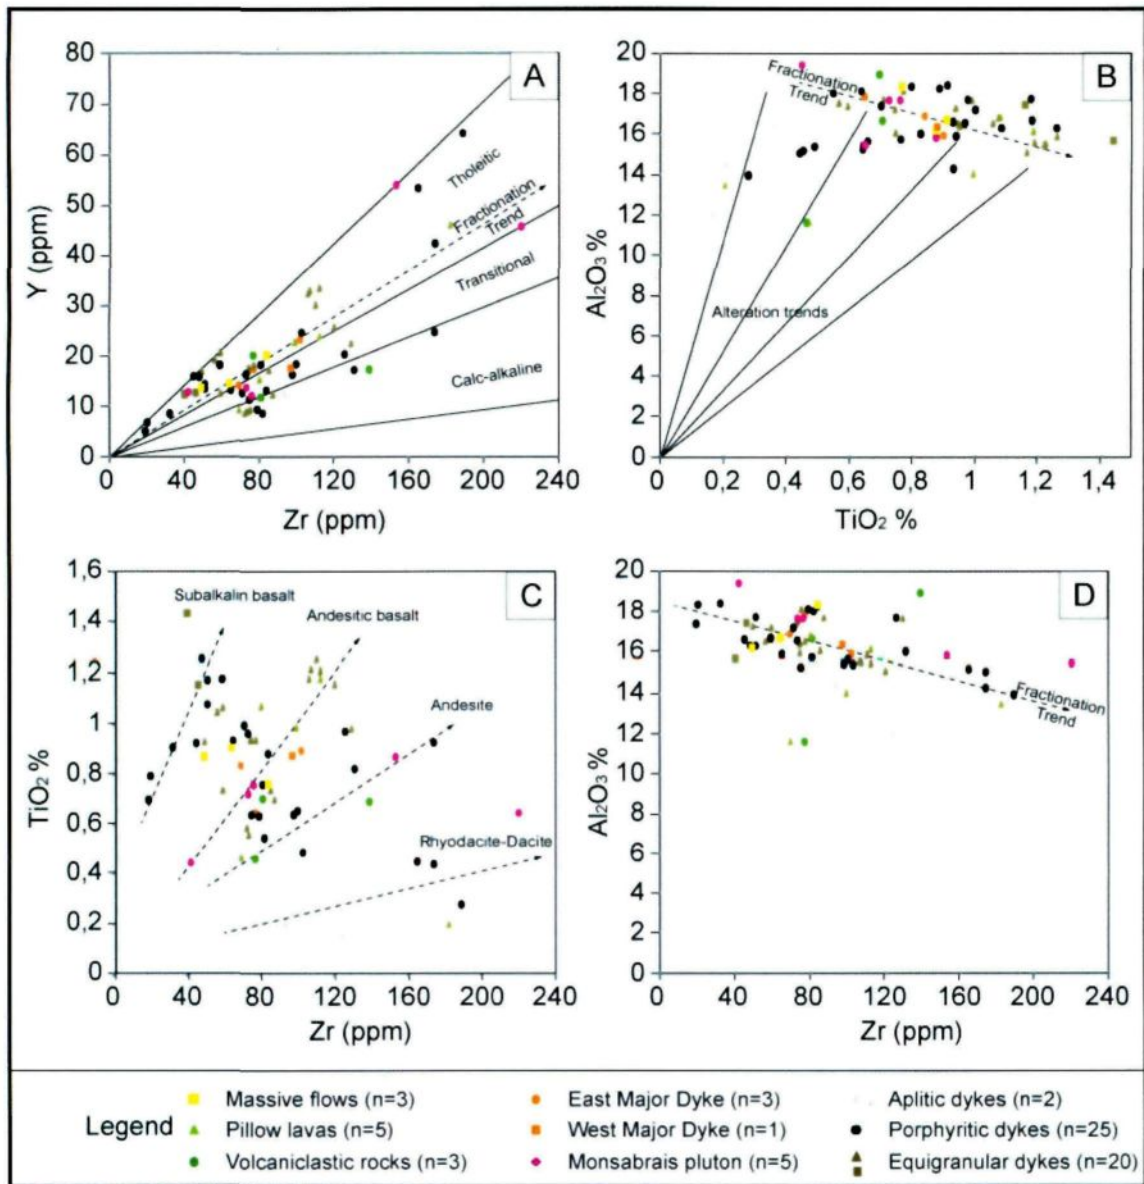 A
80
70
60
50
40
30
20
10
0
Y (ppm)
Tholeitic
Fractionation
Trend
Transitional
Calc-alkaline
0 40 80 120 160 200 240
Zr (ppm)
B
20
18
16
14
12
10
8
6
4
2
0
Al₂O₃ %
Fractionation
Trend
Alteration trends
0 0,2 0,4 0,6 0,8 1 1,2 1,4
TiO₂ %
C
1,6
1,4
1,2
1
0,8
0,6
0,4
0,2
0
TiO₂ %
Subalkalin basalt
Andesitic basalt
Andesite
Rhyodacite-Dacite
0 40 80 120 160 200 240
Zr (ppm)
D
20
18
16
14
12
10
8
6
4
2
0
Al₂O₃ %
Fractionation
Trend
0 40 80 120 160 200 240
Zr (ppm)
Legend
Massive flows (n=3)
Pillow lavas (n=5)
Volcaniclastic rocks (n=3)
East Major Dyke (n=3)
West Major Dyke (n=1)
Monsabrais pluton (n=5)
Aplitic dykes (n=2)
Porphyritic dykes (n=25)
Equigranular dykes (n=20)